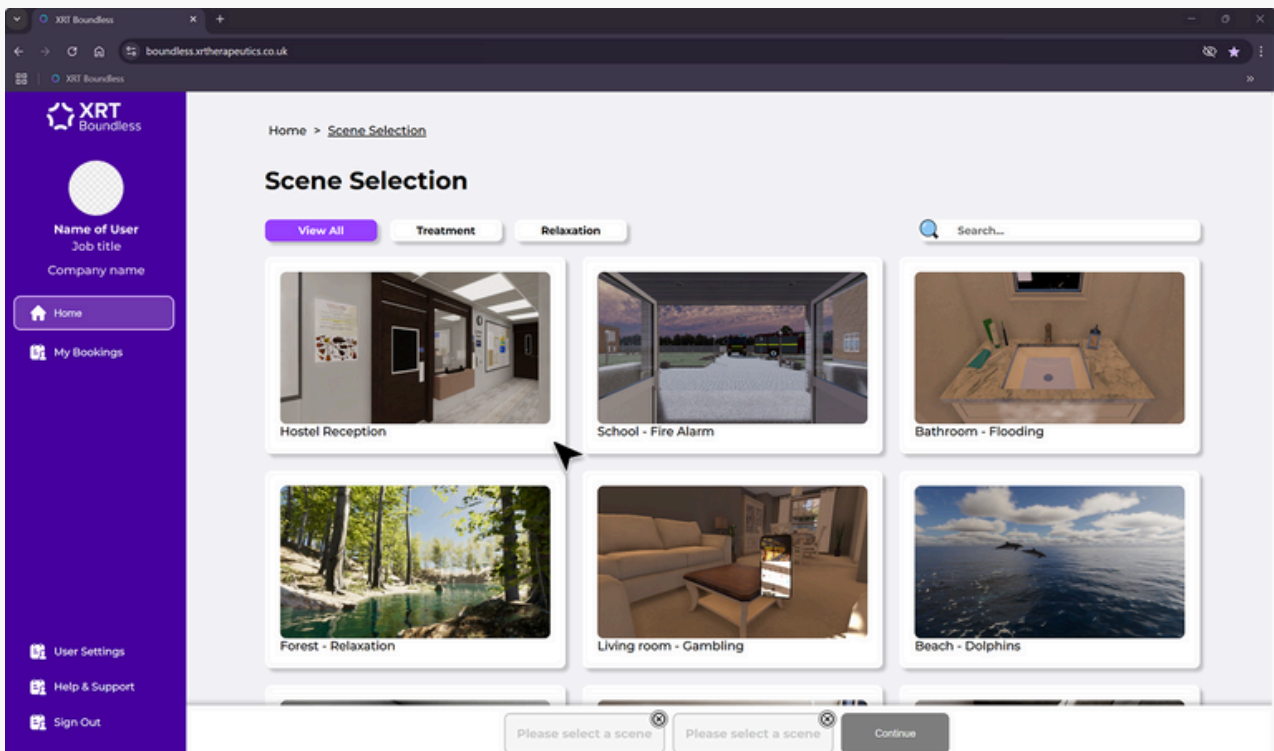 XRT Boundless
boundless.xrtherapeutics.co.uk
XRT Boundless
XRT
Boundless
Name of User
Job title
Company name
Home
My Bookings
User Settings
Help & Support
Sign Out
Home > Scene Selection
Scene Selection
View All
Treatment
Relaxation
Search...
Hostel Reception
School - Fire Alarm
Bathroom - Flooding
Forest - Relaxation
Living room - Gambling
Beach - Dolphins
Please select a scene
Please select a scene
Continue